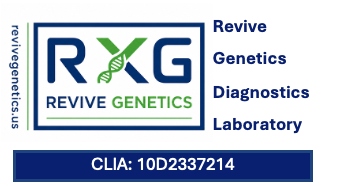 revivegenetics.us
RXG
REVIVE GENETICS
Revive
Genetics
Diagnostics
Laboratory
CLIA: 10D2337214